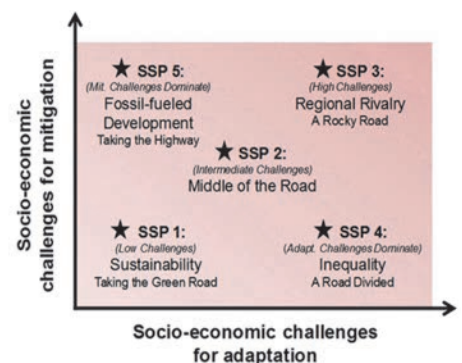 Socio-economic
challenges for mitigation
★ SSP 5:
(Mit. Challenges Dominate)
Fossil-fueled
Development
Taking the Highway
★ SSP 3:
(High Challenges)
Regional Rivalry
A Rocky Road
★ SSP 2:
(Intermediate Challenges)
Middle of the Road
★ SSP 1:
(Low Challenges)
Sustainability
Taking the Green Road
★ SSP 4:
(Adapt. Challenges Dominate)
Inequality
A Road Divided
Socio-economic challenges
for adaptation